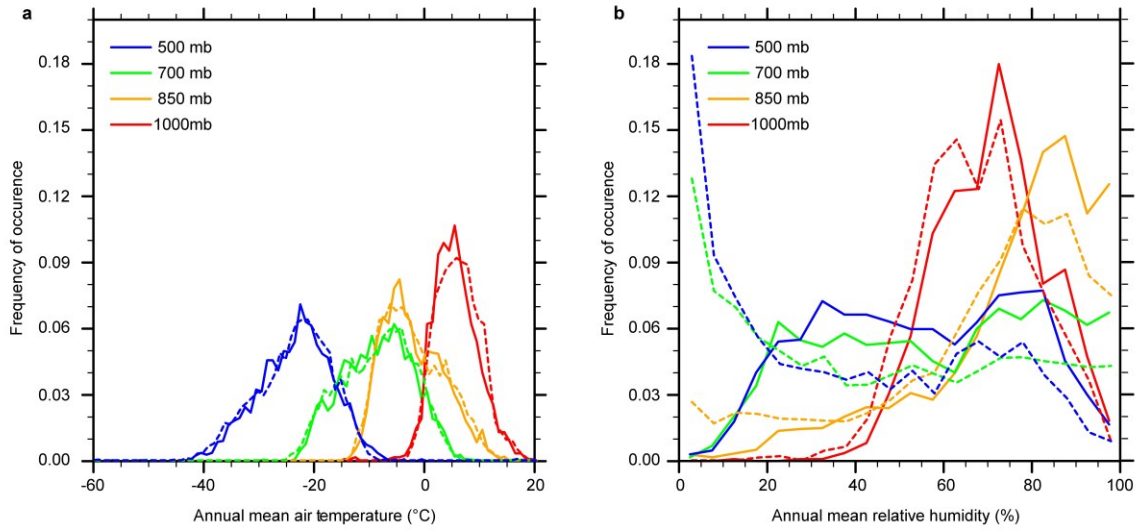 a
500 mb
700 mb
850 mb
1000mb
Frequency of occurence
0.18
0.15
0.12
0.09
0.06
0.03
0.00
-60
-40
-20
0
20
Annual mean air temperature (°C)
b
500 mb
700 mb
850 mb
1000mb
Frequency of occurence
0.18
0.15
0.12
0.09
0.06
0.03
0.00
0
20
40
60
80
100
Annual mean relative humidity (%)